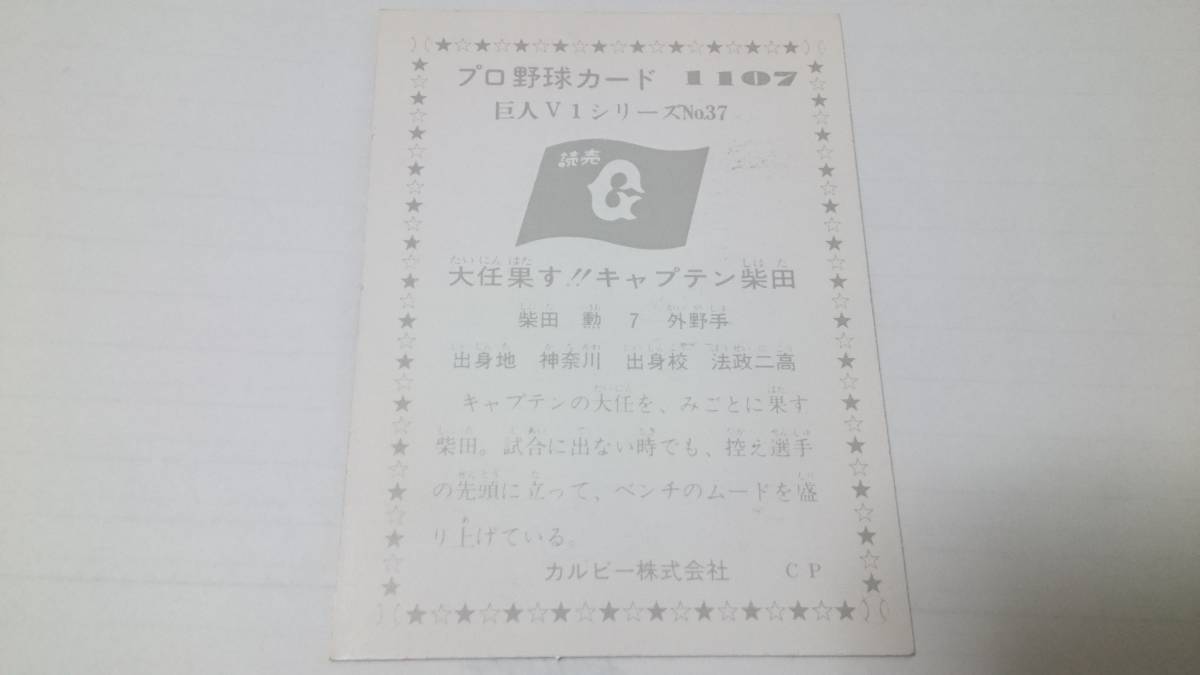 プロ野球カード 1107
巨人V1シリーズNo.37
読売
G
大任果す!!キャプテン柴田
柴田 勲 7 外野手
出身地 神奈川 出身校 法政二高
キャプテンの大任を、みごとに果す
柴田。試合に出ない時でも、控え選手
の先頭に立って、ベンチのムードを盛
り上げている。
カルビー株式会社 CP